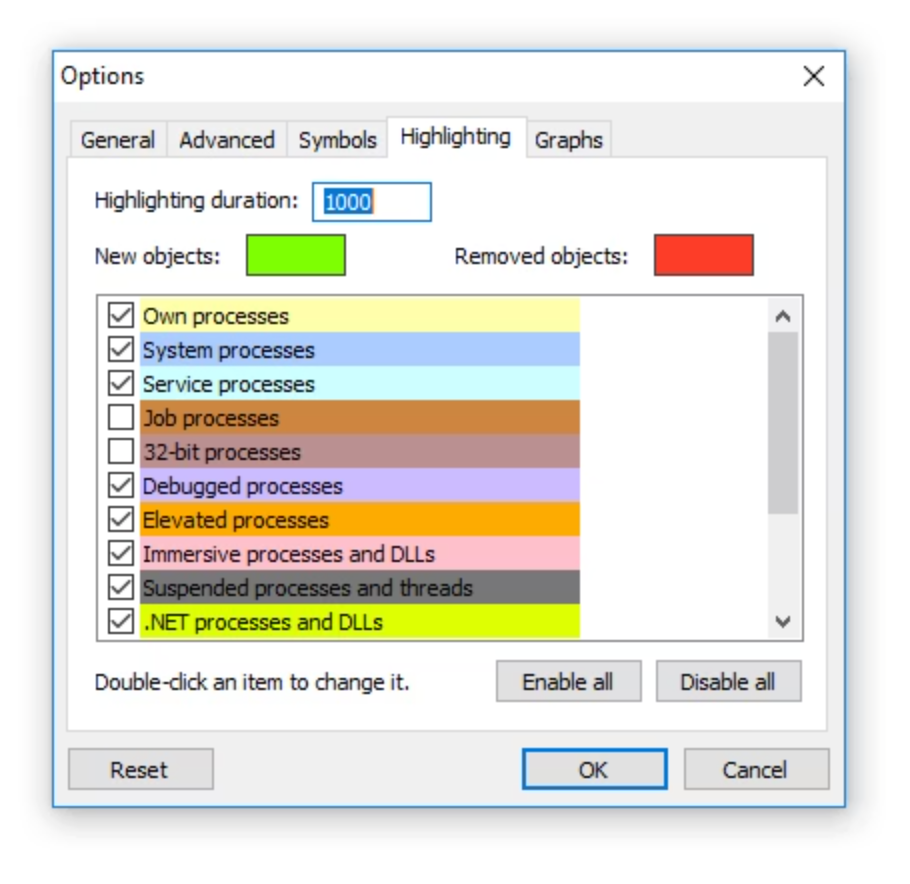 Options
General Advanced Symbols Highlighting Graphs
Highlighting duration: 1000
New objects: Removed objects:
Own processes
System processes
Service processes
Job processes
32-bit processes
Debugged processes
Elevated processes
Immersive processes and DLLs
Suspended processes and threads
.NET processes and DLLs
Double-click an item to change it. Enable all Disable all
Reset OK Cancel